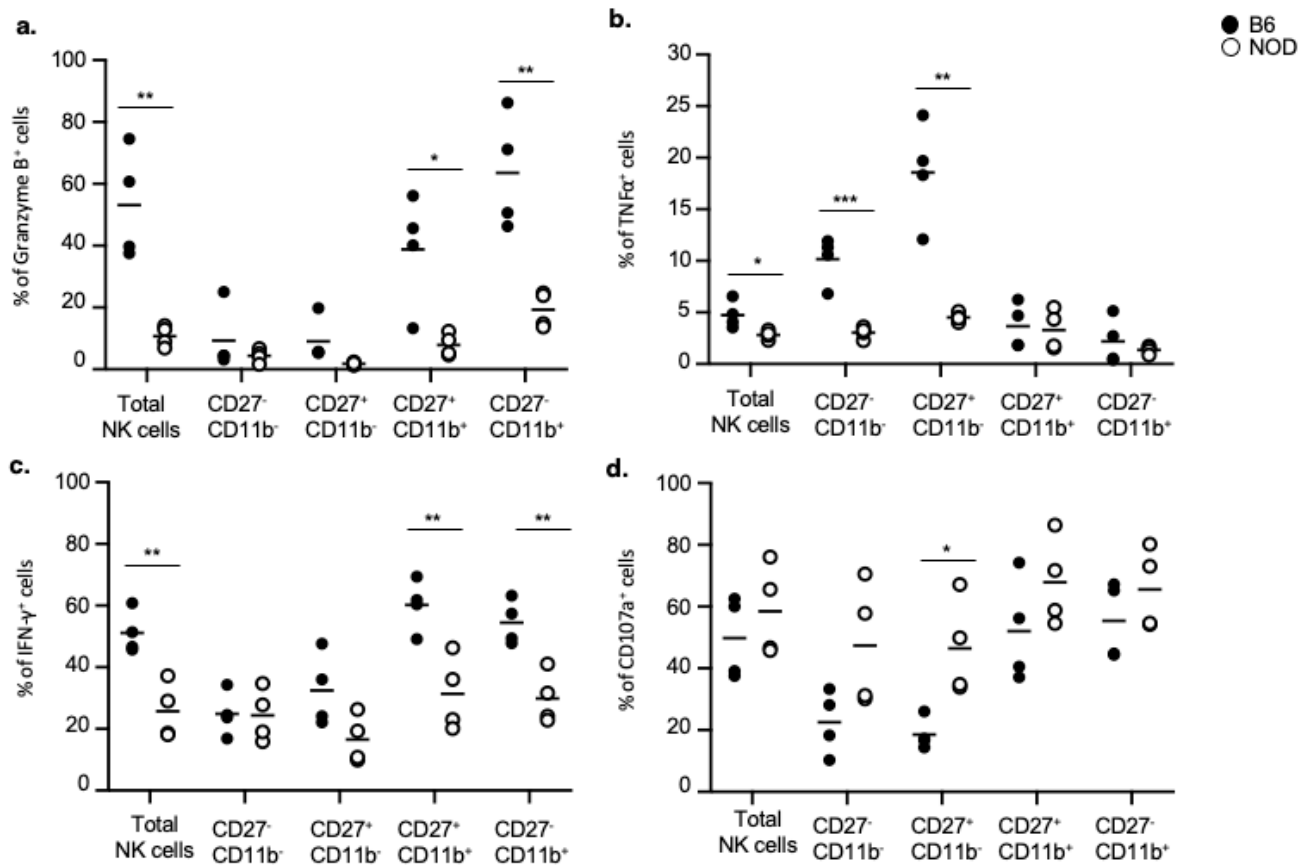 a.
% of Granzyme B⁺ cells
100
80
60
40
20
0
**
*
**
Total
NK cells
CD27⁻
CD11b⁻
CD27⁺
CD11b⁻
CD27⁺
CD11b⁺
CD27⁻
CD11b⁺
b.
% of TNFα⁺ cells
30
25
20
15
10
5
0
*
***
**
Total
NK cells
CD27⁻
CD11b⁻
CD27⁺
CD11b⁻
CD27⁺
CD11b⁺
CD27⁻
CD11b⁺
B6
NOD
c.
% of IFN-γ⁺ cells
100
80
60
40
20
0
**
**
**
Total
NK cells
CD27⁻
CD11b⁻
CD27⁺
CD11b⁻
CD27⁺
CD11b⁺
CD27⁻
CD11b⁺
d.
% of CD107a⁺ cells
100
80
60
40
20
0
*
Total
NK cells
CD27⁻
CD11b⁻
CD27⁺
CD11b⁻
CD27⁺
CD11b⁺
CD27⁻
CD11b⁺